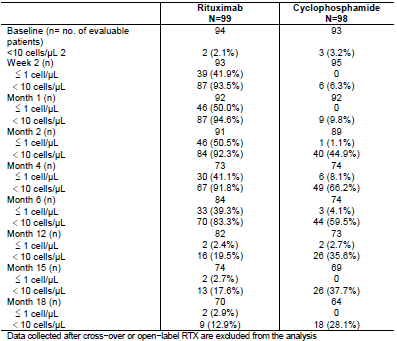 Rituximab Cyclophosphamide
N=99 N=98
Baseline (n= no. of evaluable 94 93
patients)
<10 cells/µL 2 2 (2.1%) 3 (3.2%)
Week 2 (n) 93 95
≤ 1 cell/µL 39 (41.9%) 0
< 10 cells/µL 87 (93.5%) 6 (6.3%)
Month 1 (n) 92 92
≤ 1 cell/µL 46 (50.0%) 0
< 10 cells/µL 87 (94.6%) 9 (9.8%)
Month 2 (n) 91 89
≤ 1 cell/µL 46 (50.5%) 1 (1.1%)
< 10 cells/µL 84 (92.3%) 40 (44.9%)
Month 4 (n) 73 74
≤ 1 cell/µL 30 (41.1%) 6 (8.1%)
< 10 cells/µL 67 (91.8%) 49 (66.2%)
Month 6 (n) 84 74
≤ 1 cell/µL 33 (39.3%) 3 (4.1%)
< 10 cells/µL 70 (83.3%) 44 (59.5%)
Month 12 (n) 82 73
≤ 1 cell/µL 2 (2.4%) 2 (2.7%)
< 10 cells/µL 16 (19.5%) 26 (35.6%)
Month 15 (n) 74 69
≤ 1 cell/µL 2 (2.7%) 0
< 10 cells/µL 13 (17.6%) 26 (37.7%)
Month 18 (n) 70 64
≤ 1 cell/µL 2 (2.9%) 0
< 10 cells/µL 9 (12.9%) 18 (28.1%)
Data collected after cross-over or open-label RTX are excluded from the analysis